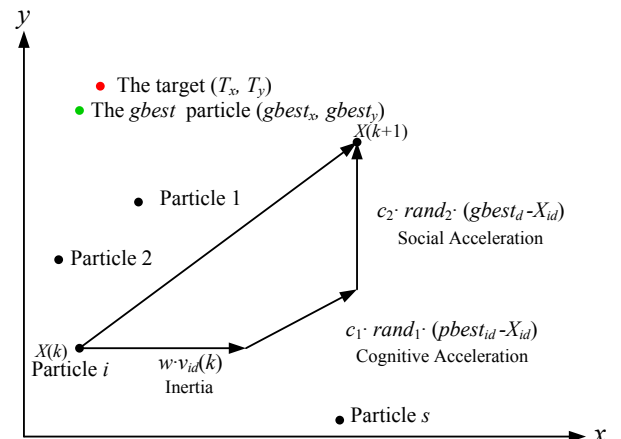 y
The target (Tx, Ty)
The gbest particle (gbestx, gbesty)
X(k+1)
Particle 1
c2· rand2· (gbestd -Xid)
Social Acceleration
Particle 2
c1· rand1· (pbestid -Xid)
Cognitive Acceleration
X(k)
Particle i
w·vid(k)
Inertia
Particle s
x